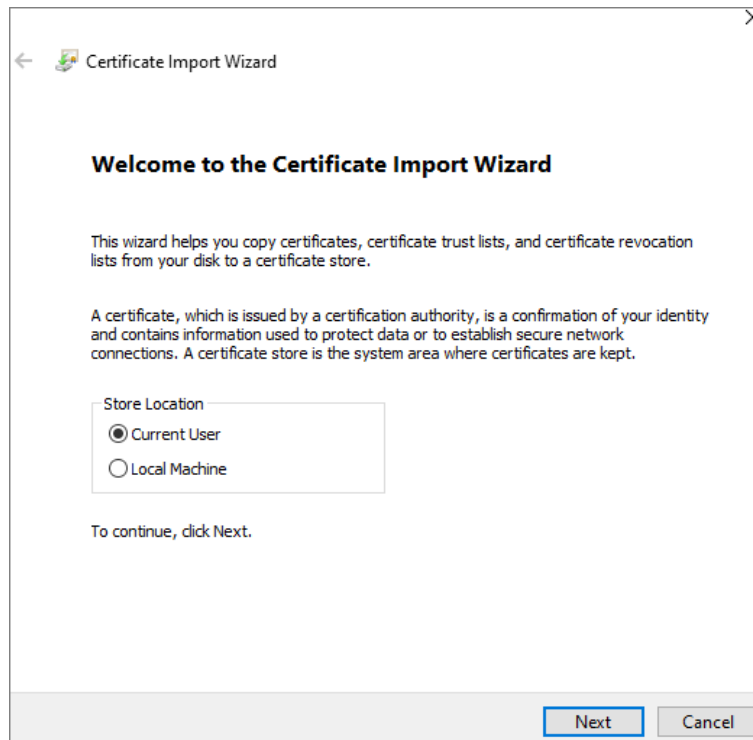 Certificate Import Wizard
Welcome to the Certificate Import Wizard
This wizard helps you copy certificates, certificate trust lists, and certificate revocation
lists from your disk to a certificate store.
A certificate, which is issued by a certification authority, is a confirmation of your identity
and contains information used to protect data or to establish secure network
connections. A certificate store is the system area where certificates are kept.
Store Location
Current User
Local Machine
To continue, click Next.
Next Cancel